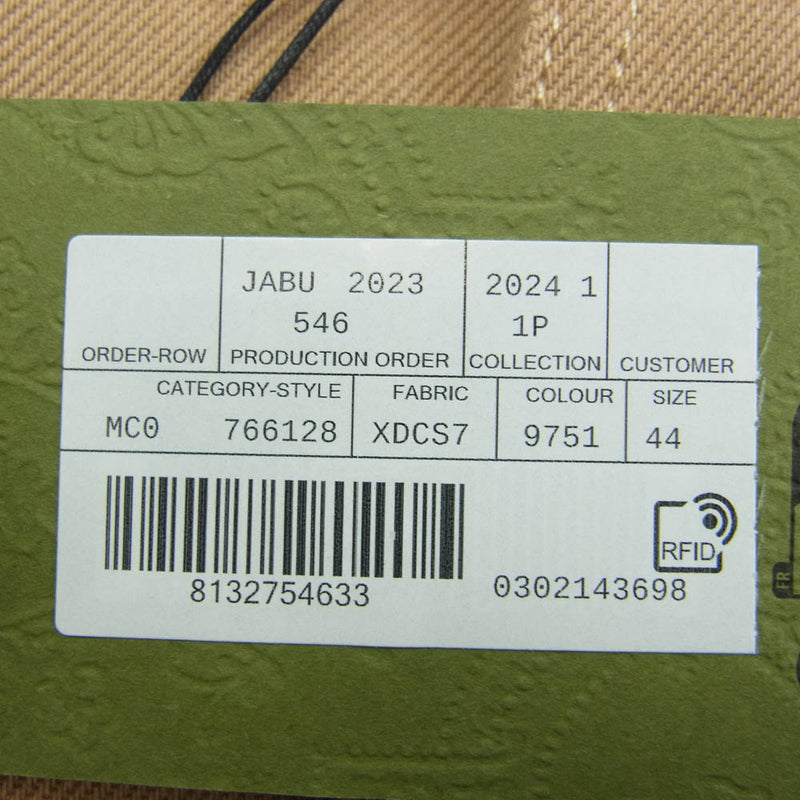 JABU 2023 2024 1
546 1P
ORDER-ROW PRODUCTION ORDER COLLECTION CUSTOMER
CATEGORY-STYLE FABRIC COLOUR SIZE
MC0 766128 XDCS7 9751 44
RFID
8132754633 0302143698
FR